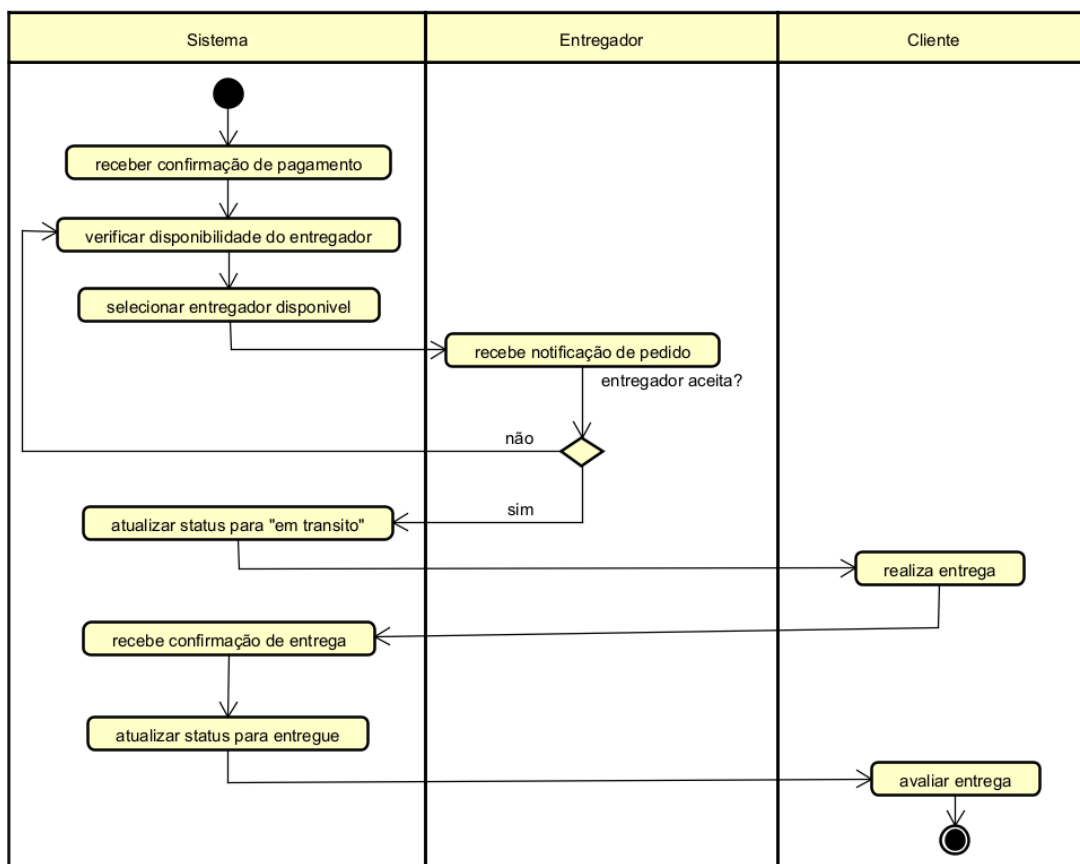 Sistema
Entregador
Cliente
receber confirmação de pagamento
verificar disponibilidade do entregador
selecionar entregador disponivel
recebe notificação de pedido
entregador aceita?
não
sim
atualizar status para "em transito"
realiza entrega
recebe confirmação de entrega
atualizar status para entregue
avaliar entrega